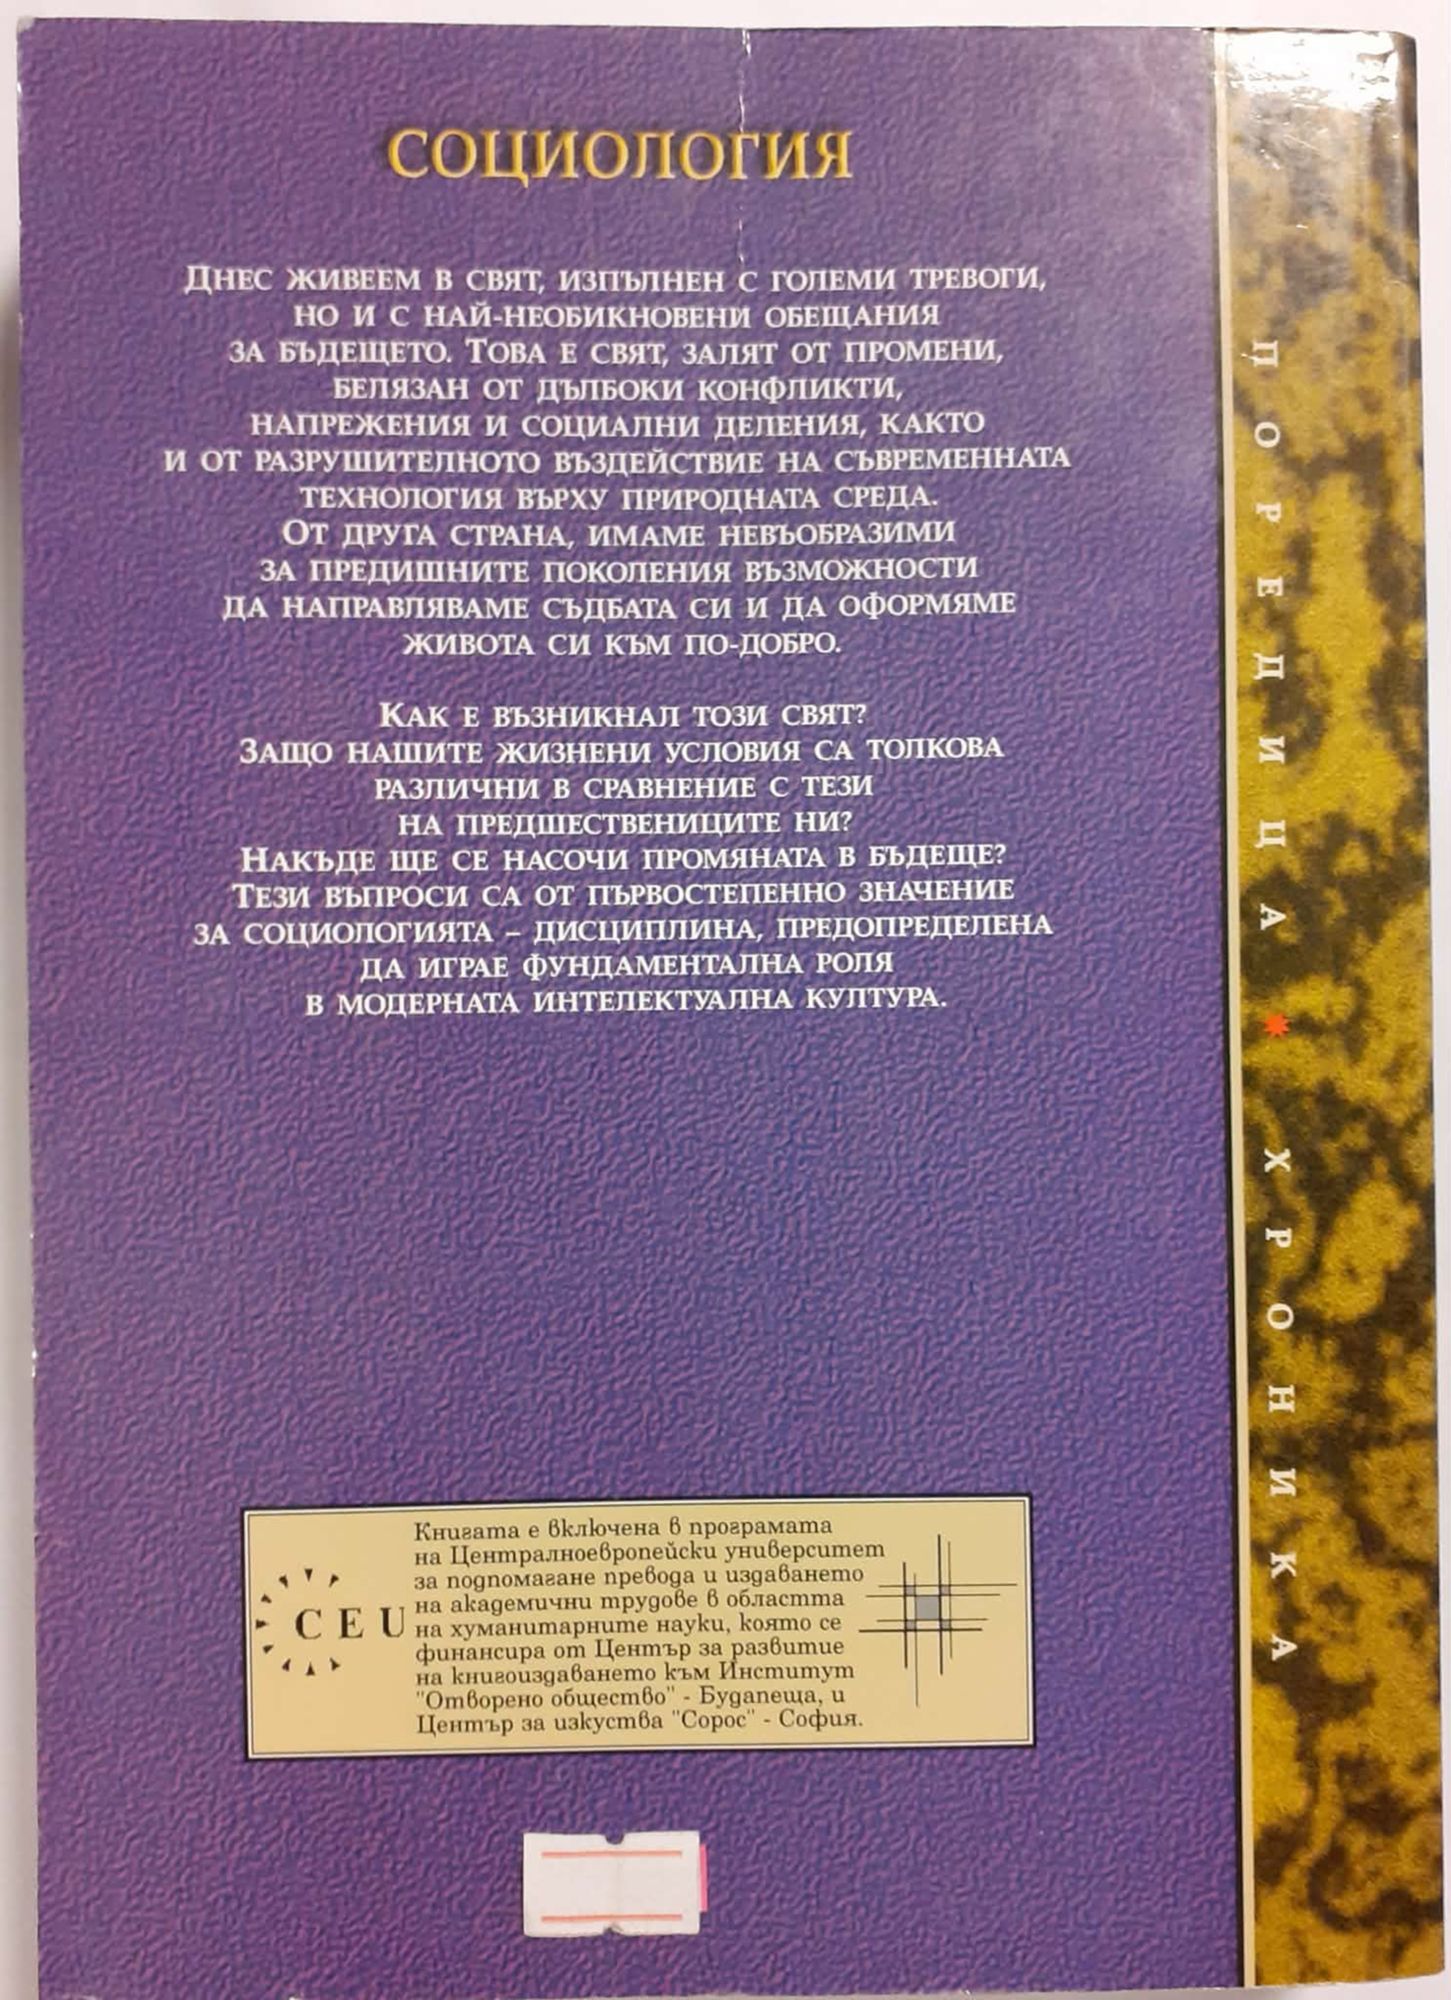 СОЦИОЛОГИЯ
ДНЕС ЖИВЕЕМ В СВЯТ, ИЗПЪЛНЕН С ГОЛЕМИ ТРЕВОГИ,
НО И С НАЙ-НЕОБИКНОВЕНИ ОБЕЩАНИЯ
ЗА БЪДЕЩЕТО. ТОВА Е СВЯТ, ЗАЛЯТ ОТ ПРОМЕНИ,
БЕЛЯЗАН ОТ ДЪЛБОКИ КОНФЛИКТИ,
НАПРЕЖЕНИЯ И СОЦИАЛНИ ДЕЛЕНИЯ, КАКТО
И ОТ РАЗРУШИТЕЛНОТО ВЪЗДЕЙСТВИЕ НА СЪВРЕМЕННАТА
ТЕХНОЛОГИЯ ВЪРХУ ПРИРОДНАТА СРЕДА.
ОТ ДРУГА СТРАНА, ИМАМЕ НЕВЪОБРАЗИМИ
ЗА ПРЕДИШНИТЕ ПОКОЛЕНИЯ ВЪЗМОЖНОСТИ
ДА НАПРАВЛЯВАМЕ СЪДБАТА СИ И ДА ОФОРМЯМЕ
ЖИВОТА СИ КЪМ ПО-ДОБРО.
КАК Е ВЪЗНИКНАЛ ТОЗИ СВЯТ?
ЗАЩО НАШИТЕ ЖИЗНЕНИ УСЛОВИЯ СА ТОЛКОВА
РАЗЛИЧНИ В СРАВНЕНИЕ С ТЕЗИ
НА ПРЕДШЕСТВЕНИЦИТЕ НИ?
НАКЪДЕ ЩЕ СЕ НАСОЧИ ПРОМЯНАТА В БЪДЕЩЕ?
ТЕЗИ ВЪПРОСИ СА ОТ ПЪРВОСТЕПЕННО ЗНАЧЕНИЕ
ЗА СОЦИОЛОГИЯТА – ДИСЦИПЛИНА, ПРЕДОПРЕДЕЛЕНА
ДА ИГРАЕ ФУНДАМЕНТАЛНА РОЛЯ
В МОДЕРНАТА ИНТЕЛЕКТУАЛНА КУЛТУРА.
CEU
Книгата е включена в програмата
на Централноевропейски университет
за подпомагане превода и издаването
на академични трудове в областта
на хуманитарните науки, която се
финансира от Център за развитие
на книгоиздаването към Институт
"Отворено общество" - Будапеща, и
Център за изкуства "Сорос" - София.
ПОРЕДИЦА ХРОНИКА